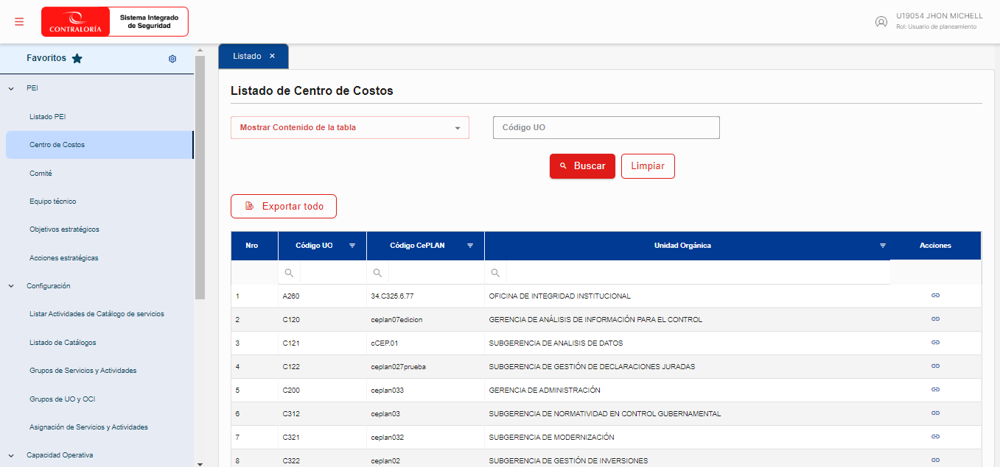 CONTRALORÍA
Sistema Integrado
de Seguridad
U19054 JHON MICHELL
Rol: Usuario de planeamiento
Favoritos
PEI
Listado PEI
Centro de Costos
Comité
Equipo técnico
Objetivos estratégicos
Acciones estratégicas
Configuración
Listar Actividades de Catálogo de servicios
Listado de Catálogos
Grupos de Servicios y Actividades
Grupos de UO y OCI
Asignación de Servicios y Actividades
Capacidad Operativa
Listado ×
Listado de Centro de Costos
Mostrar Contenido de la tabla
Código UO
Buscar
Limpiar
Exportar todo
Nro Código UO Código CePLAN Unidad Orgánica Acciones
1 A260 34.C325.6.77 OFICINA DE INTEGRIDAD INSTITUCIONAL
2 C120 ceplan07edicion GERENCIA DE ANÁLISIS DE INFORMACIÓN PARA EL CONTROL
3 C121 cCEP.01 SUBGERENCIA DE ANALISIS DE DATOS
4 C122 ceplan027prueba SUBGERENCIA DE GESTIÓN DE DECLARACIONES JURADAS
5 C200 ceplan033 GERENCIA DE ADMINISTRACIÓN
6 C312 ceplan03 SUBGERENCIA DE NORMATIVIDAD EN CONTROL GUBERNAMENTAL
7 C321 ceplan032 SUBGERENCIA DE MODERNIZACIÓN
8 C322 ceplan02 SUBGERENCIA DE GESTIÓN DE INVERSIONES